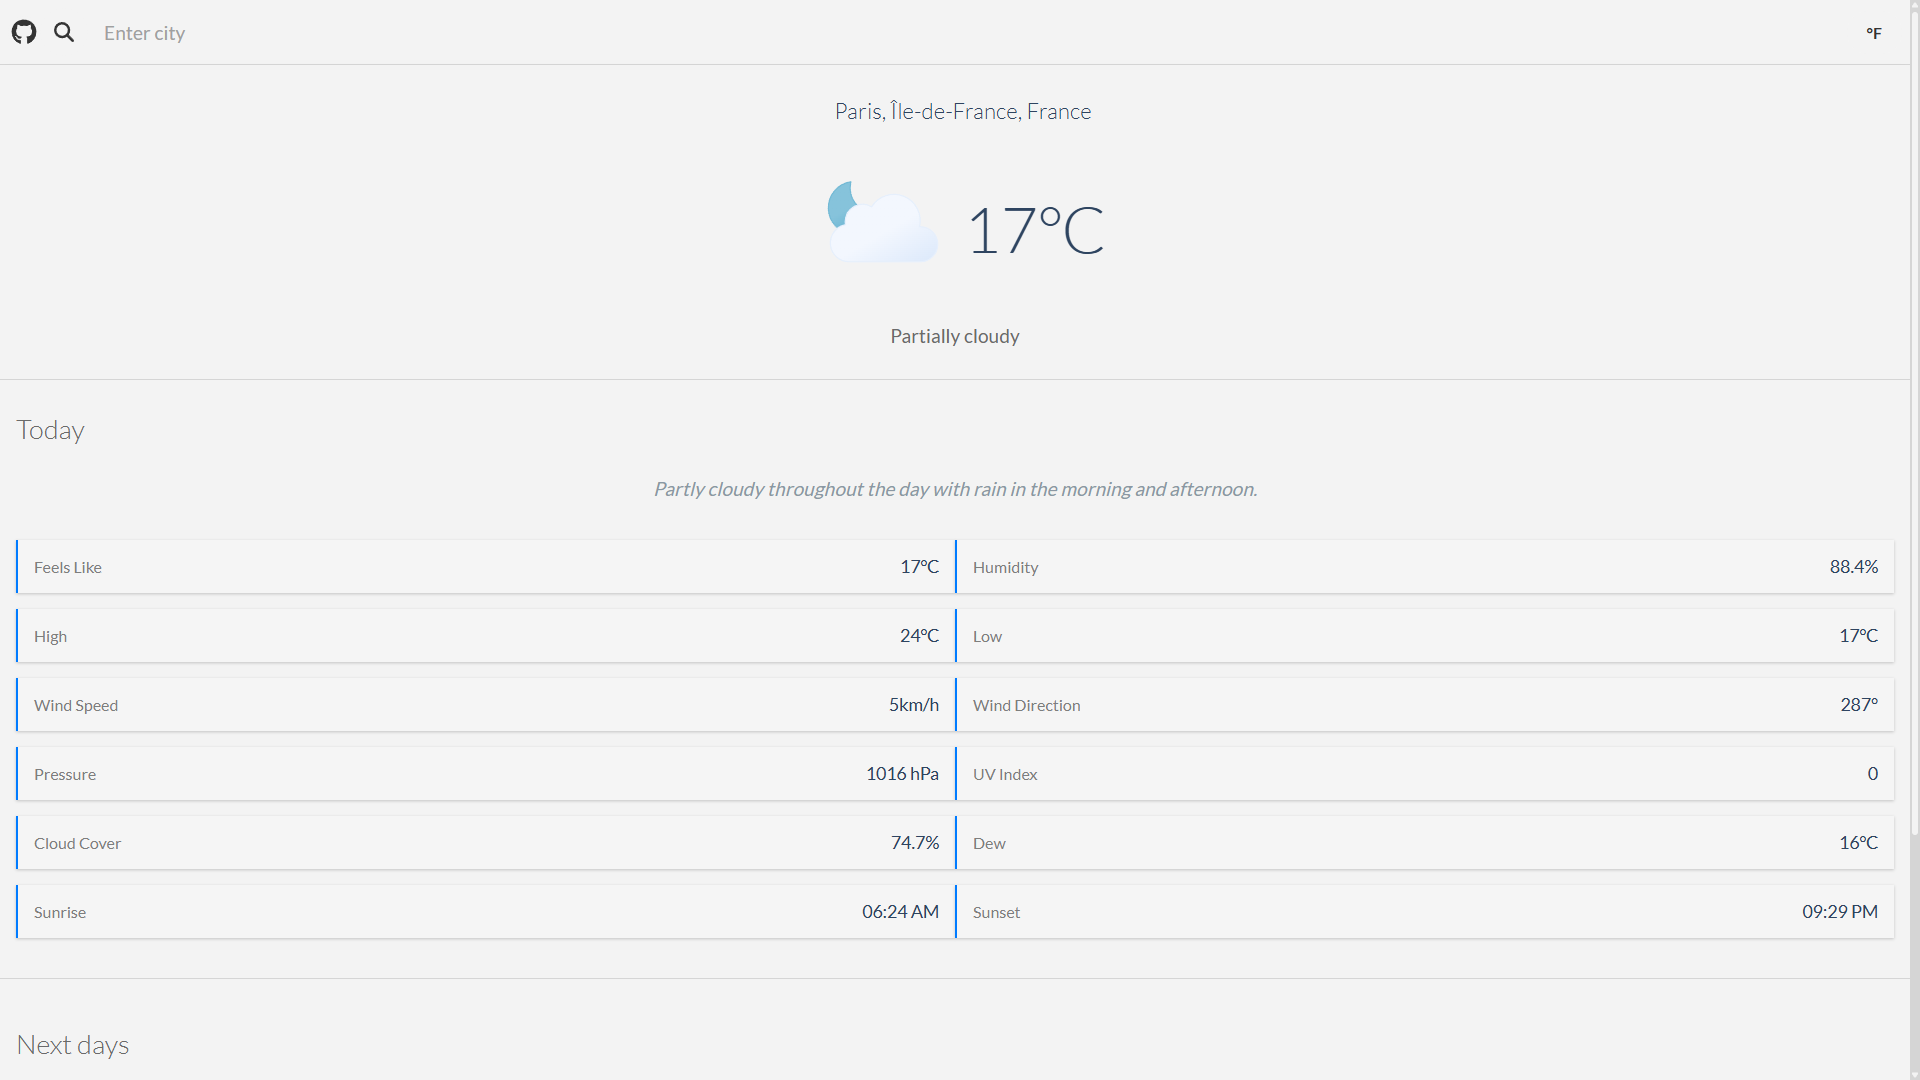 Enter city
°F
Paris, Île-de-France, France
17°C
Partially cloudy
Today
Partly cloudy throughout the day with rain in the morning and afternoon.
Feels Like 17°C Humidity 88.4%
High 24°C Low 17°C
Wind Speed 5km/h Wind Direction 287°
Pressure 1016 hPa UV Index 0
Cloud Cover 74.7% Dew 16°C
Sunrise 06:24 AM Sunset 09:29 PM
Next days